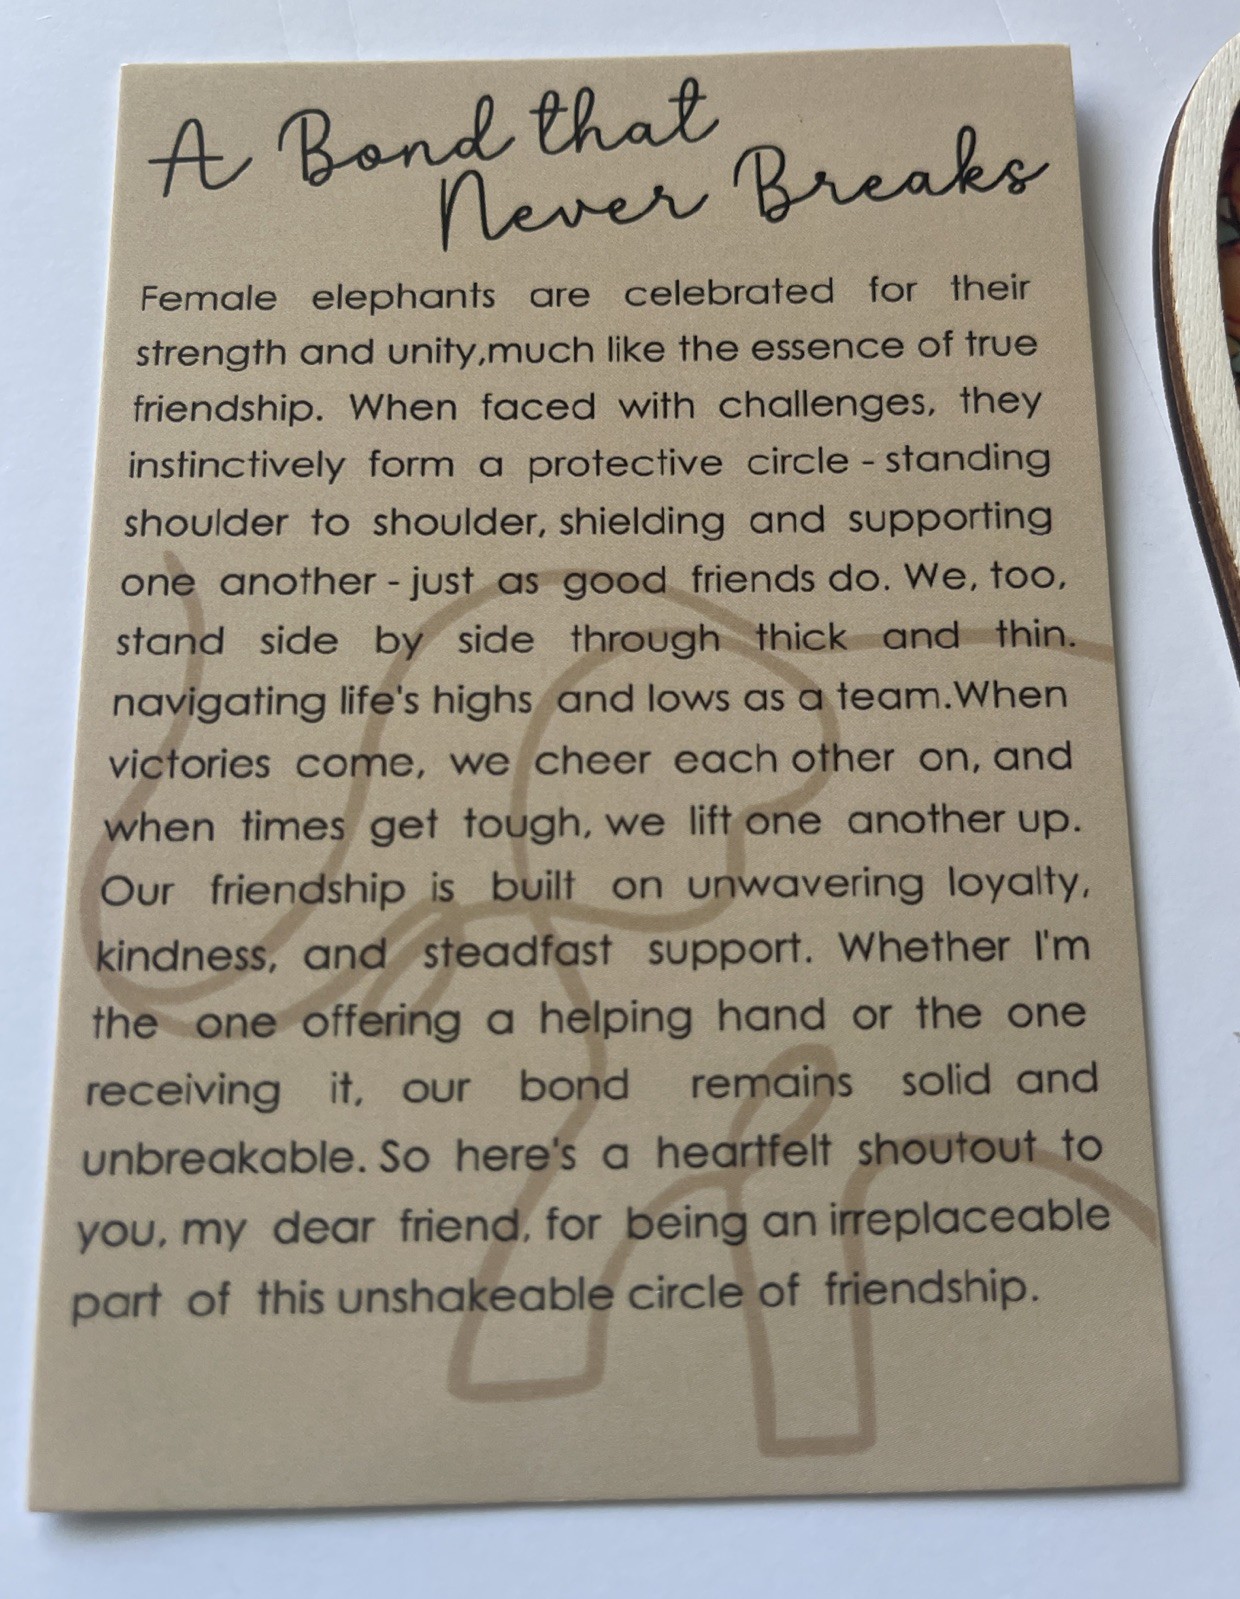 A Bond that
Never Breaks
Female elephants are celebrated for their
strength and unity,much like the essence of true
friendship. When faced with challenges, they
instinctively form a protective circle - standing
shoulder to shoulder, shielding and supporting
one another - just as good friends do. We, too,
stand side by side through thick and thin.
navigating life's highs and lows as a team.When
victories come, we cheer each other on, and
when times get tough, we lift one another up.
Our friendship is built on unwavering loyalty,
kindness, and steadfast support. Whether I'm
the one offering a helping hand or the one
receiving it, our bond remains solid and
unbreakable. So here's a heartfelt shoutout to
you, my dear friend, for being an irreplaceable
part of this unshakeable circle of friendship.